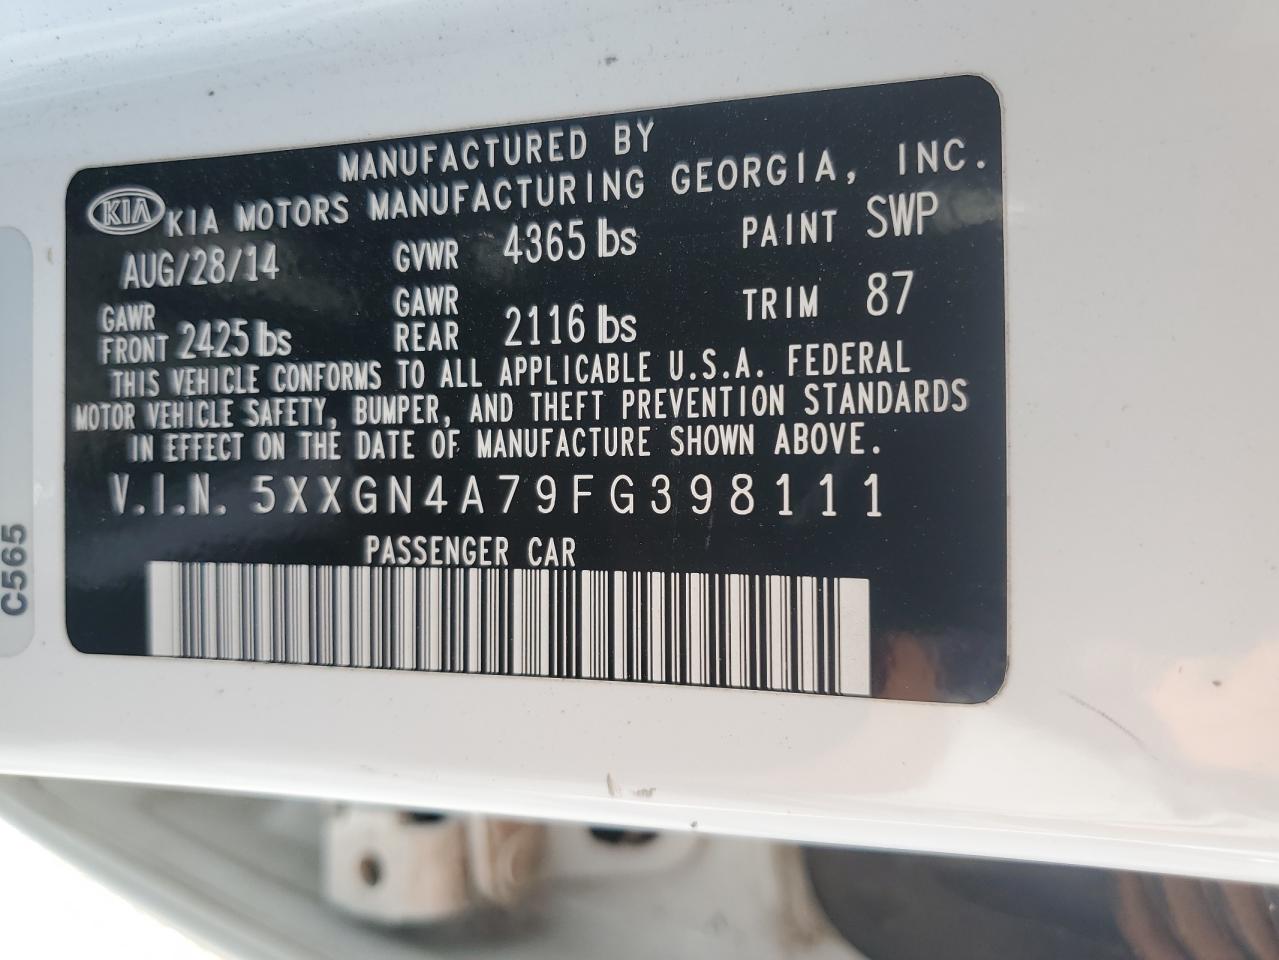 MANUFACTURED BY
KIA KIA MOTORS MANUFACTURING GEORGIA, INC.
AUG/28/14 GVWR 4365 lbs PAINT SWP
GAWR FRONT 2425 lbs GAWR REAR 2116 lbs TRIM 87
THIS VEHICLE CONFORMS TO ALL APPLICABLE U.S.A. FEDERAL
MOTOR VEHICLE SAFETY, BUMPER, AND THEFT PREVENTION STANDARDS
IN EFFECT ON THE DATE OF MANUFACTURE SHOWN ABOVE.
V.I.N. 5XXGN4A79FG398111
PASSENGER CAR
C565